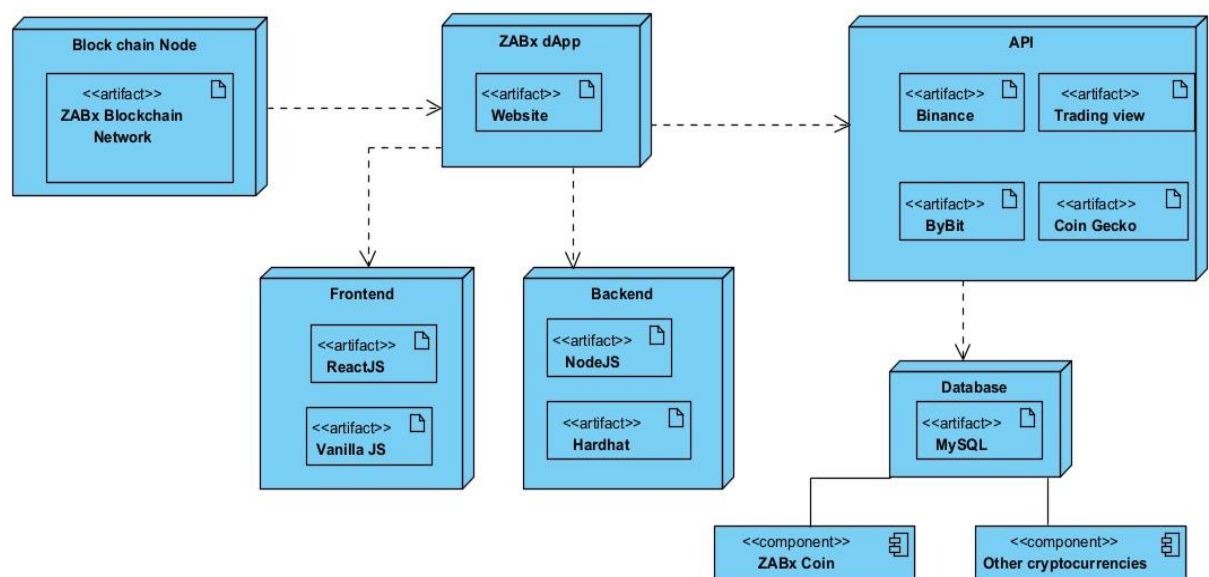 Block chain Node
<<artifact>>
ZABx Blockchain
Network
ZABx dApp
<<artifact>>
Website
API
<<artifact>>
Binance
<<artifact>>
Trading view
<<artifact>>
ByBit
<<artifact>>
Coin Gecko
Frontend
<<artifact>>
ReactJS
<<artifact>>
Vanilla JS
Backend
<<artifact>>
NodeJS
<<artifact>>
Hardhat
Database
<<artifact>>
MySQL
<<component>>
ZABx Coin
<<component>>
Other cryptocurrencies